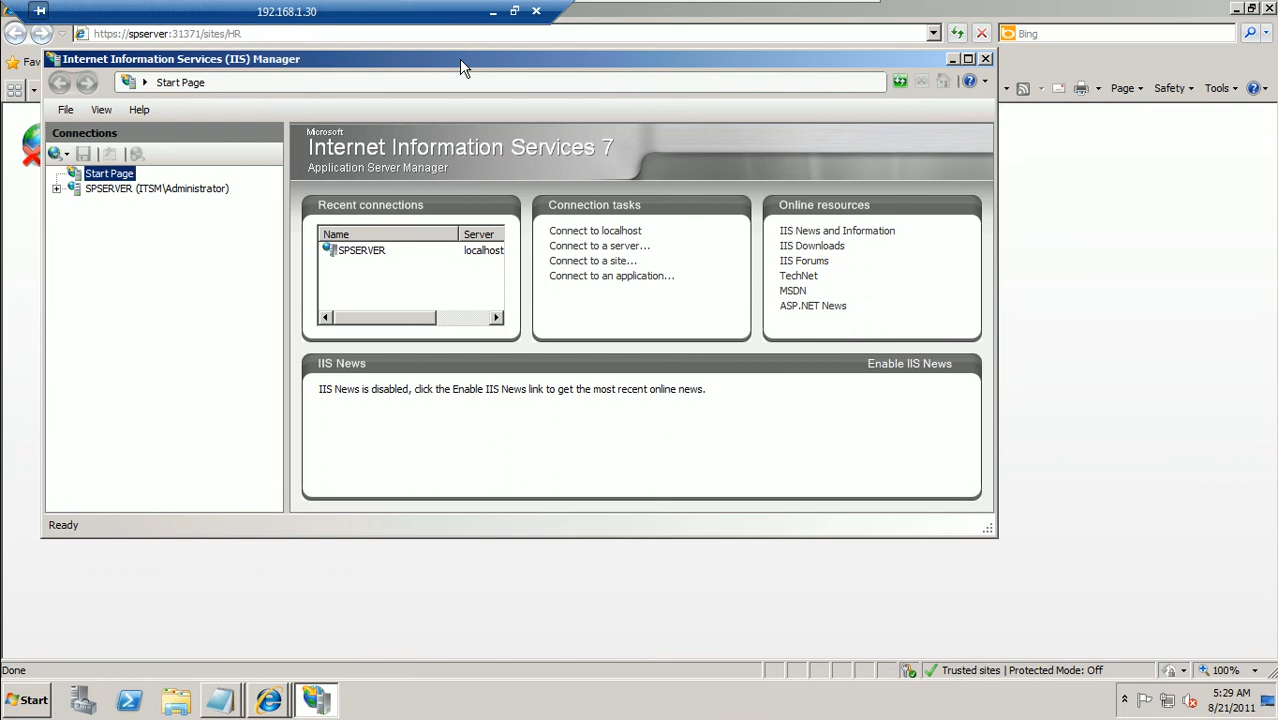 192.168.1.30
https://spserver:31371/sites/HR
Bing
Fav
Internet Information Services (IIS) Manager
Start Page
File View Help
Page Safety Tools
Connections
Start Page
SPSERVER (ITSM\Administrator)
Microsoft
Internet Information Services 7
Application Server Manager
Recent connections
Name Server
SPSERVER localhost
Connection tasks
Connect to localhost
Connect to a server...
Connect to a site...
Connect to an application...
Online resources
IIS News and Information
IIS Downloads
IIS Forums
TechNet
MSDN
ASP.NET News
IIS News Enable IIS News
IIS News is disabled, click the Enable IIS News link to get the most recent online news.
Ready
Done
Trusted sites | Protected Mode: Off
100%
Start
5:29 AM
8/21/2011